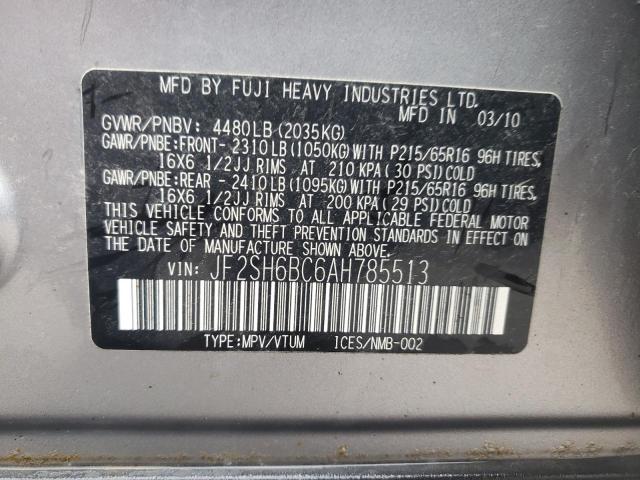 MFD BY FUJI HEAVY INDUSTRIES LTD.
MFD IN 03/10
GVWR/PNBV: 4480LB(2035KG)
GAWR/PNBE:FRONT- 2310LB(1050KG)WITH P215/65R16 96H TIRES,
16X6 1/2JJ RIMS AT 210 KPA(30 PSI)COLD
GAWR/PNBE:REAR -2410LB(1095KG)WITH P215/65R16 96H TIRES,
16X6 1/2JJ RIMS AT 200 KPA(29 PSI)COLD
THIS VEHICLE CONFORMS TO ALL APPLICABLE FEDERAL MOTOR
VEHICLE SAFETY AND THEFT PREVENTION STANDARDS IN EFFECT ON
THE DATE OF MANUFACTURE SHOWN ABOVE.
VIN: JF2SH6BC6AH785513
TYPE:MPV/VTUM ICES/NMB-002